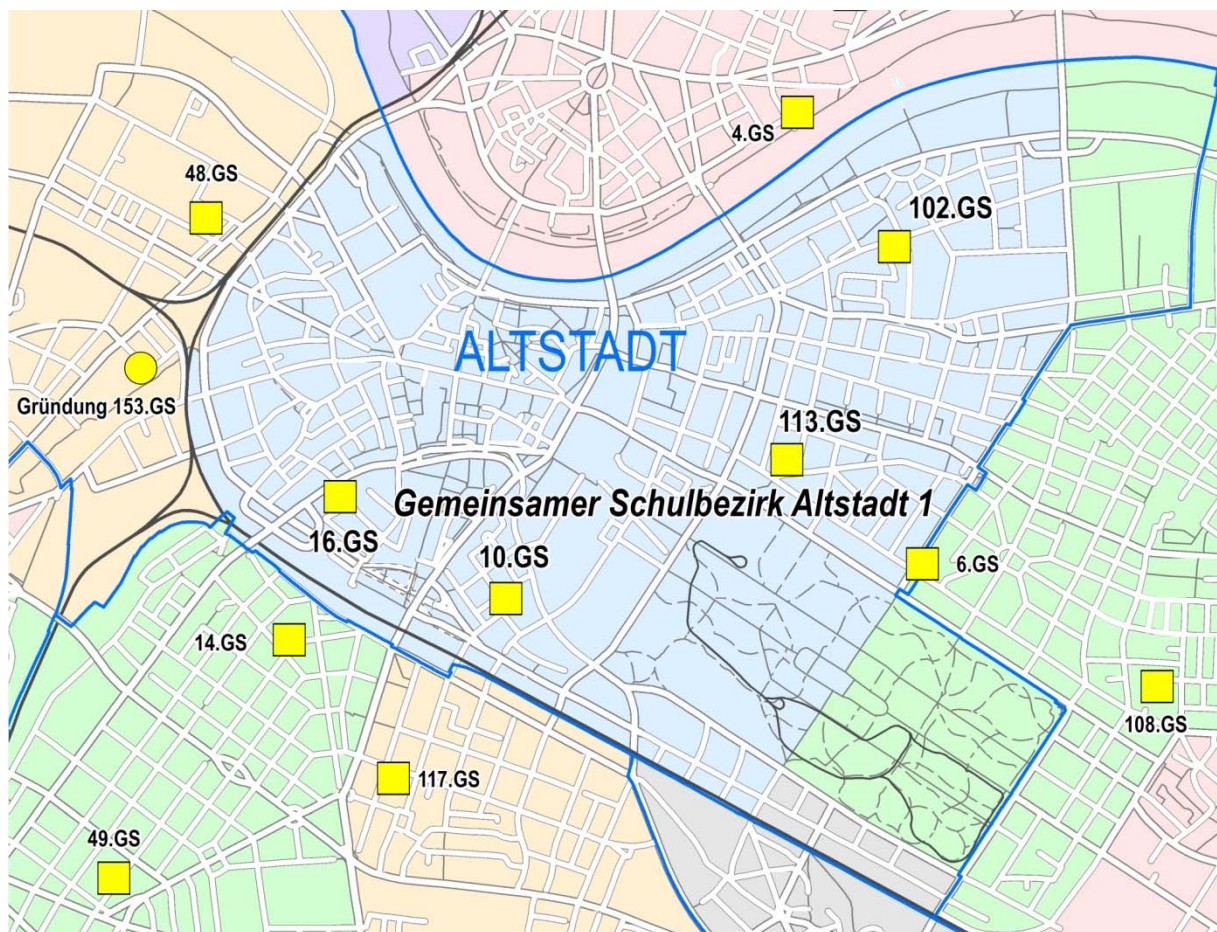 4.GS
48.GS
102.GS
ALTSTADT
Gründung 153.GS
113.GS
Gemeinsamer Schulbezirk Altstadt 1
16.GS
10.GS
6.GS
14.GS
108.GS
117.GS
49.GS